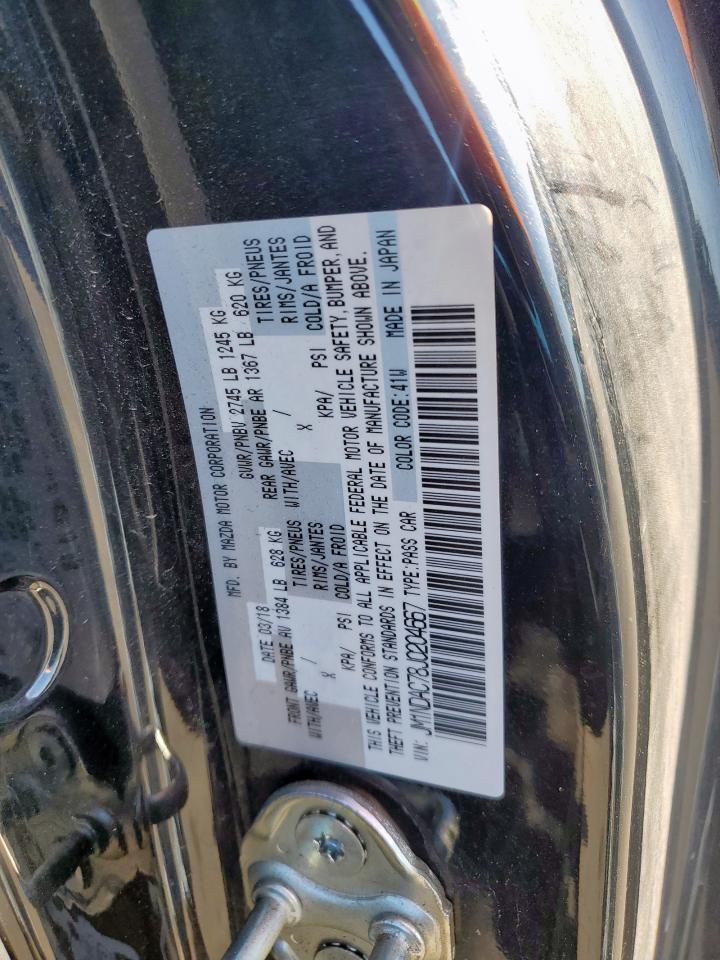 MFD. BY MAZDA MOTOR CORPORATION
DATE 03/18 GVWR/PNBV 2745 LB 1245 KG
FRONT GAWR/PNBE AV 1384 LB 628 KG REAR GAWR/PNBE AR 1367 LB 620 KG
WITH/AVEC / TIRES/PNEUS WITH/AVEC / TIRES/PNEUS
X RIMS/JANTES X RIMS/JANTES
KPA/ PSI COLD/A FROID KPA/ PSI COLD/A FROID
THIS VEHICLE CONFORMS TO ALL APPLICABLE FEDERAL MOTOR VEHICLE SAFETY, BUMPER, AND
THEFT PREVENTION STANDARDS IN EFFECT ON THE DATE OF MANUFACTURE SHOWN ABOVE.
VIN: JM1NDAC78J0204667 TYPE:PASS CAR COLOR CODE:41W MADE IN JAPAN